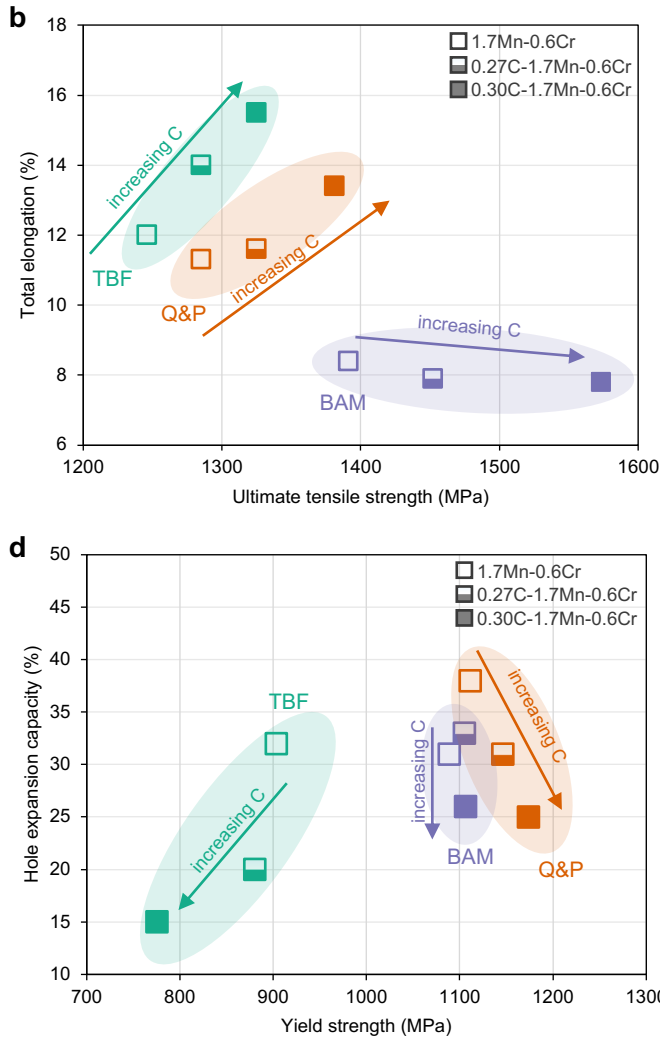 b
18
16
14
12
10
8
6
Total elongation (%)
1.7Mn-0.6Cr
0.27C-1.7Mn-0.6Cr
0.30C-1.7Mn-0.6Cr
increasing C
TBF
increasing C
Q&P
increasing C
BAM
1200
1300
1400
1500
1600
Ultimate tensile strength (MPa)
d
50
45
40
35
30
25
20
15
10
Hole expansion capacity (%)
1.7Mn-0.6Cr
0.27C-1.7Mn-0.6Cr
0.30C-1.7Mn-0.6Cr
TBF
increasing C
increasing C
BAM
increasing C
Q&P
700
800
900
1000
1100
1200
1300
Yield strength (MPa)